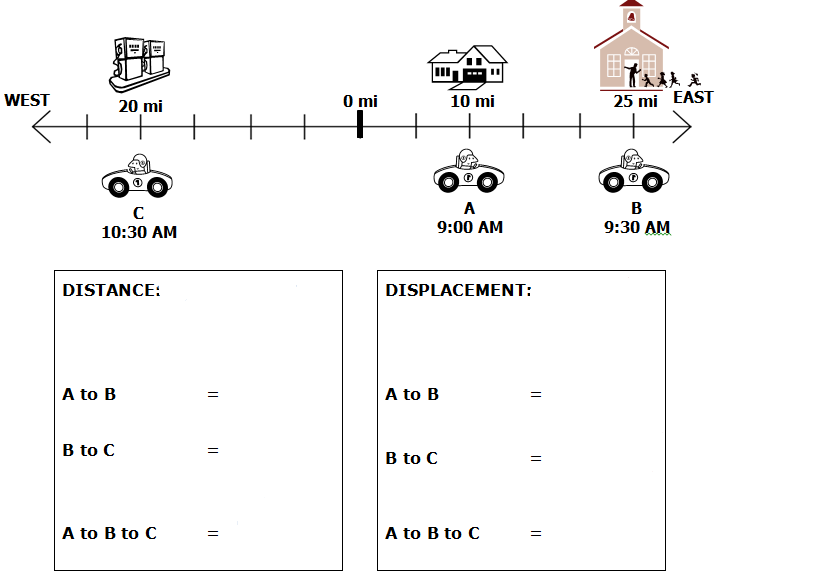 WEST
20 mi
0 mi
10 mi
25 mi
EAST
C
10:30 AM
A
9:00 AM
B
9:30 AM
DISTANCE:
A to B =
B to C =
A to B to C =
DISPLACEMENT:
A to B =
B to C =
A to B to C =